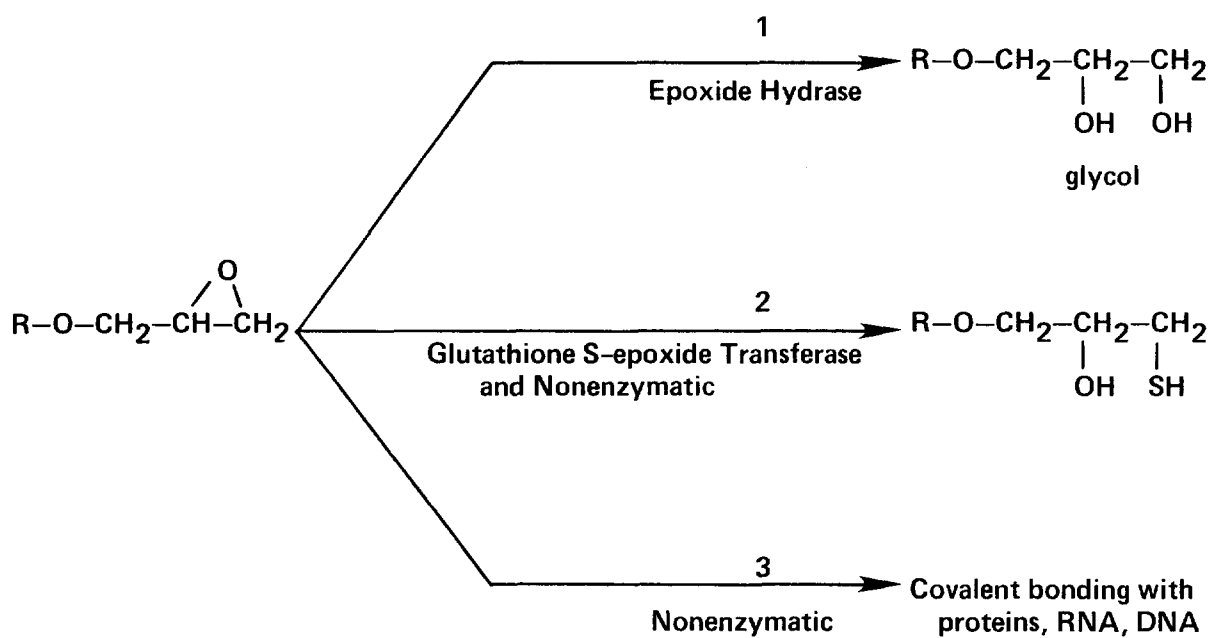 1
R–O–CH2–CH2–CH2
Epoxide Hydrase
OH OH
glycol
O
R–O–CH2–CH–CH2
2
R–O–CH2–CH2–CH2
Glutathione S–epoxide Transferase
and Nonenzymatic
OH SH
3
Covalent bonding with
Nonenzymatic
proteins, RNA, DNA